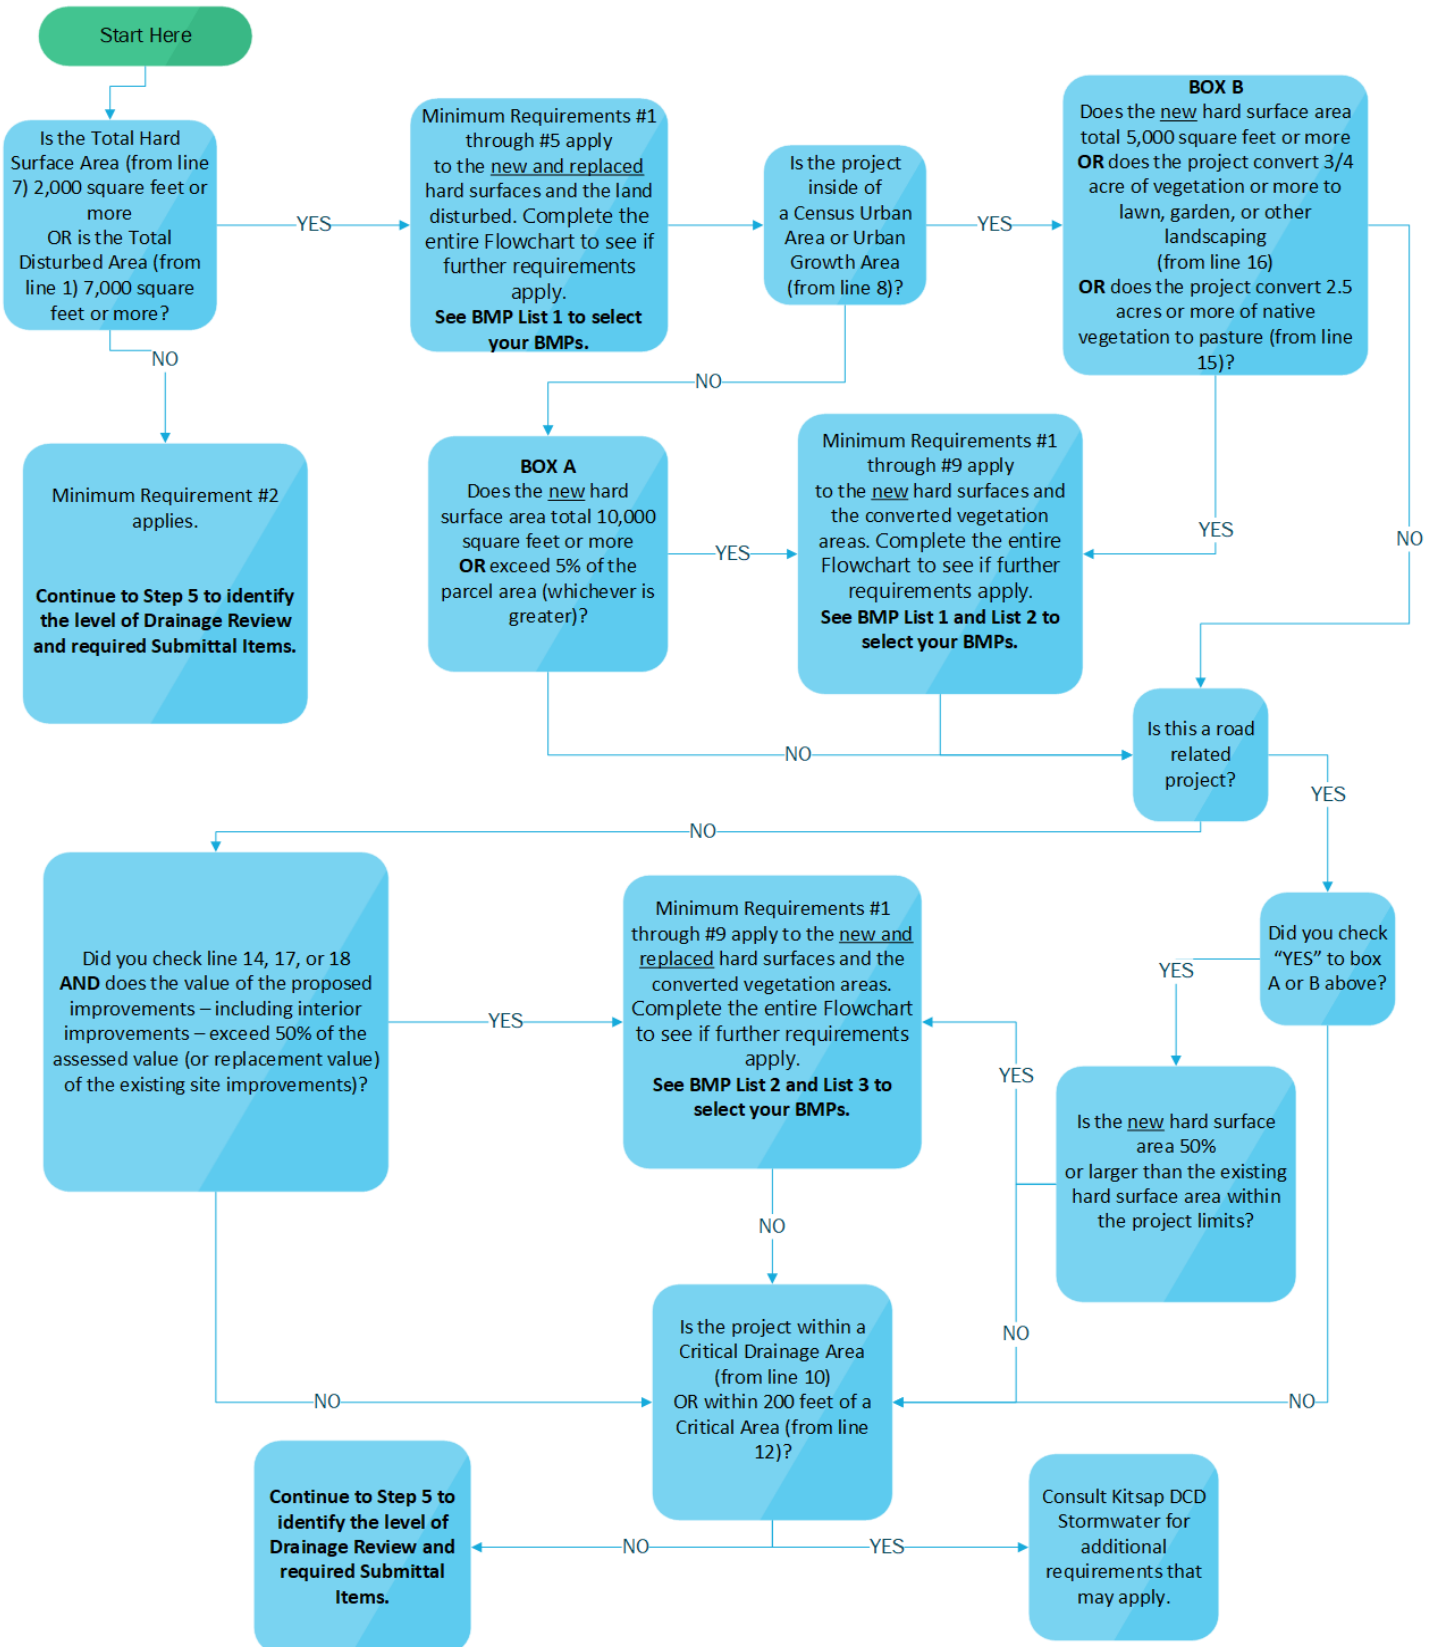 Start Here
Is the Total Hard
Surface Area (from line
7) 2,000 square feet or
more
OR is the Total
Disturbed Area (from
line 1) 7,000 square
feet or more?
YES
NO
Minimum Requirement #2
applies.
Continue to Step 5 to identify
the level of Drainage Review
and required Submittal Items.
Minimum Requirements #1
through #5 apply
to the new and replaced
hard surfaces and the land
disturbed. Complete the
entire Flowchart to see if
further requirements
apply.
See BMP List 1 to select
your BMPs.
Is the project
inside of
a Census Urban
Area or Urban
Growth Area
(from line 8)?
YES
NO
BOX B
Does the new hard surface area
total 5,000 square feet or more
OR does the project convert 3/4
acre of vegetation or more to
lawn, garden, or other
landscaping
(from line 16)
OR does the project convert 2.5
acres or more of native
vegetation to pasture (from line
15)?
YES
NO
BOX A
Does the new hard
surface area total 10,000
square feet or more
OR exceed 5% of the
parcel area (whichever is
greater)?
YES
NO
Minimum Requirements #1
through #9 apply
to the new hard surfaces and
the converted vegetation
areas. Complete the entire
Flowchart to see if further
requirements apply.
See BMP List 1 and List 2 to
select your BMPs.
Is this a road
related
project?
YES
NO
Did you check line 14, 17, or 18
AND does the value of the proposed
improvements – including interior
improvements – exceed 50% of the
assessed value (or replacement value)
of the existing site improvements)?
YES
NO
Minimum Requirements #1
through #9 apply to the new and
replaced hard surfaces and the
converted vegetation areas.
Complete the entire Flowchart
to see if further requirements
apply.
See BMP List 2 and List 3 to
select your BMPs.
NO
Did you check
“YES” to box
A or B above?
YES
NO
Is the new hard surface
area 50%
or larger than the existing
hard surface area within
the project limits?
YES
NO
Is the project within a
Critical Drainage Area
(from line 10)
OR within 200 feet of a
Critical Area (from line
12)?
NO
YES
Continue to Step 5 to
identify the level of
Drainage Review and
required Submittal
Items.
Consult Kitsap DCD
Stormwater for
additional
requirements that
may apply.